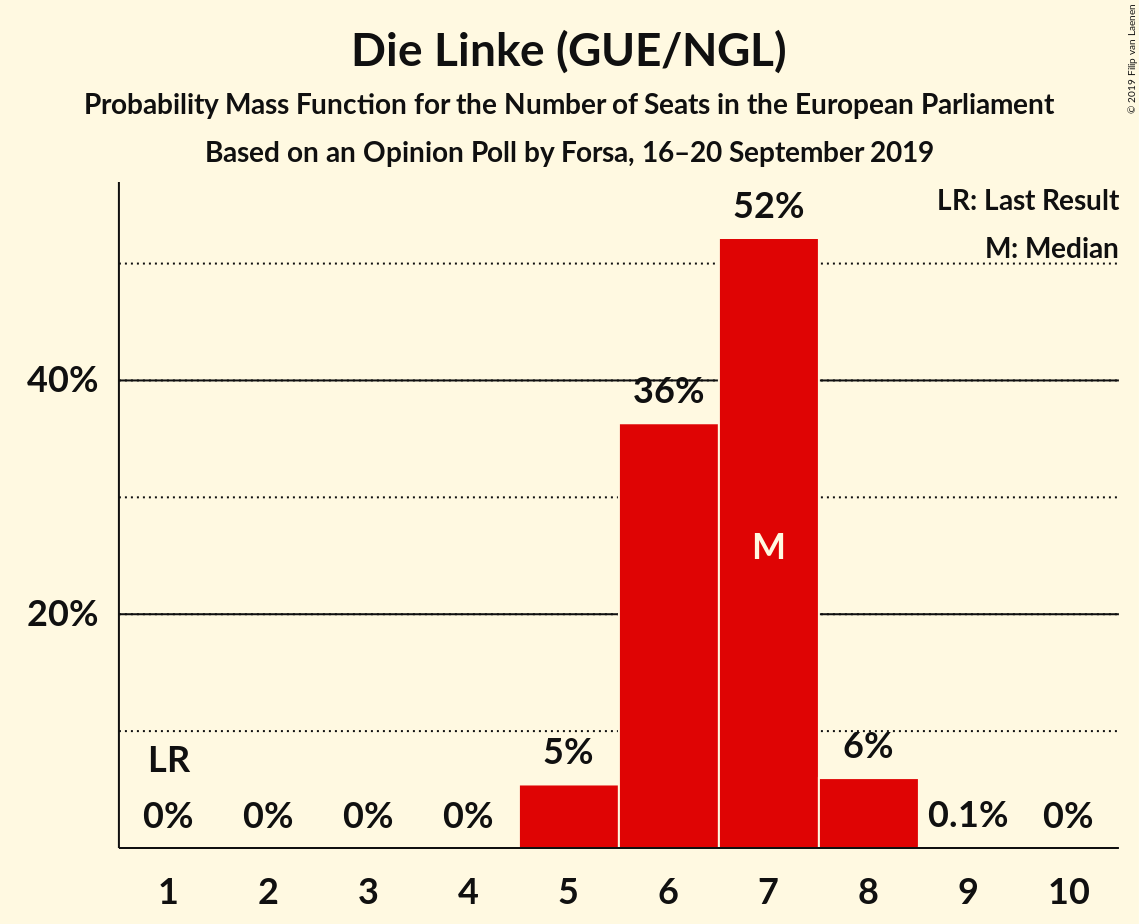 Die Linke (GUE/NGL)
Probability Mass Function for the Number of Seats in the European Parliament
Based on an Opinion Poll by Forsa, 16–20 September 2019
© 2019 Filip van Laenen
LR: Last Result
M: Median
52%
40%
36%
M
20%
LR
5%
6%
0%
0%
0%
0%
0.1%
0%
1 2 3 4 5 6 7 8 9 10